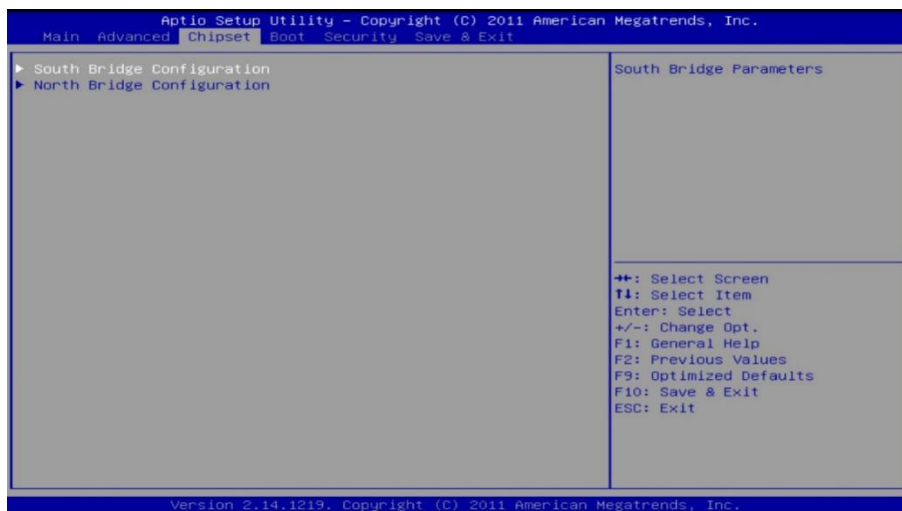 Aptio Setup Utility – Copyright (C) 2011 American Megatrends, Inc.
Main Advanced Chipset Boot Security Save & Exit
► South Bridge Configuration
► North Bridge Configuration
South Bridge Parameters
→←: Select Screen
↑↓: Select Item
Enter: Select
+/-: Change Opt.
F1: General Help
F2: Previous Values
F9: Optimized Defaults
F10: Save & Exit
ESC: Exit
Version 2.14.1219. Copyright (C) 2011 American Megatrends, Inc.